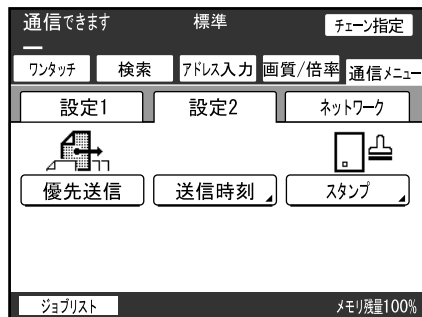 通信できます 標準 チェーン指定
ワンタッチ 検索 アドレス入力 画質/倍率 通信メニュー
設定1 設定2 ネットワーク
優先送信 送信時刻 スタンプ
ジョブリスト メモリ残量100%